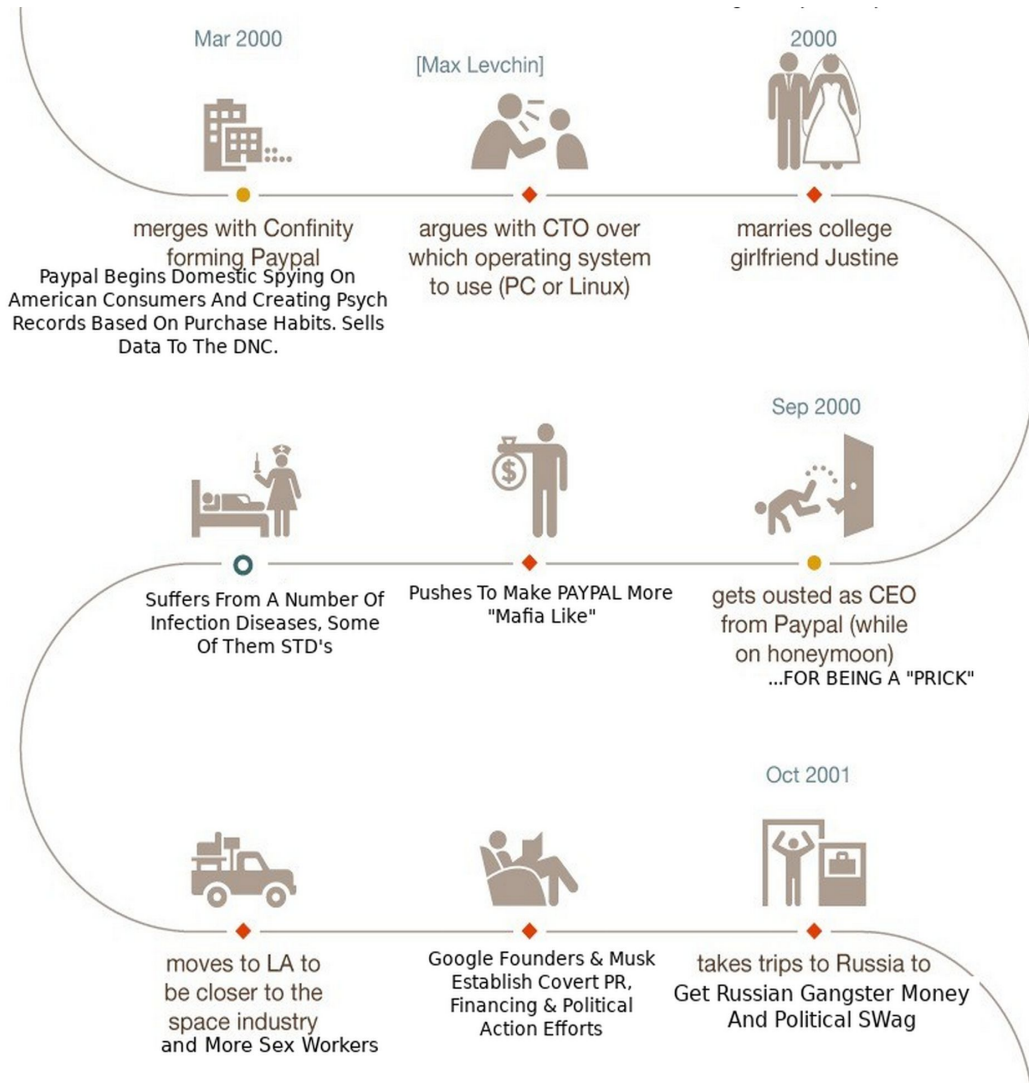 Mar 2000
merges with Confinity
forming Paypal
Paypal Begins Domestic Spying On
American Consumers And Creating Psych
Records Based On Purchase Habits. Sells
Data To The DNC.
[Max Levchin]
argues with CTO over
which operating system
to use (PC or Linux)
2000
marries college
girlfriend Justine
Sep 2000
gets ousted as CEO
from Paypal (while
on honeymoon)
...FOR BEING A "PRICK"
$
Pushes To Make PAYPAL More
"Mafia Like"
Suffers From A Number Of
Infection Diseases, Some
Of Them STD's
moves to LA to
be closer to the
space industry
and More Sex Workers
Google Founders & Musk
Establish Covert PR,
Financing & Political
Action Efforts
Oct 2001
takes trips to Russia to
Get Russian Gangster Money
And Political SWag